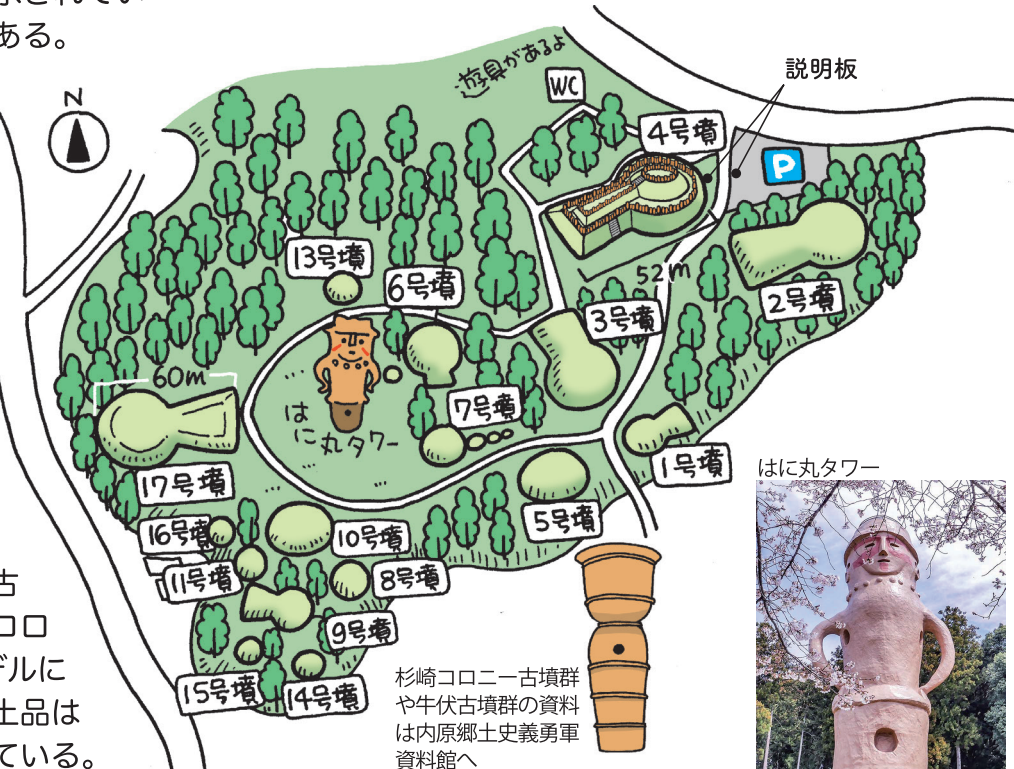 ある。
N
遊具があるよ
WC
説明板
4号墳
P
13号墳
6号墳
52m
2号墳
3号墳
60m
は
に丸タワー
7号墳
1号墳
はに丸タワー
17号墳
5号墳
16号墳
10号墳
11号墳
8号墳
9号墳
15号墳
14号墳
古
コロ
デルに
土品は
ている。
杉崎コロニー古墳群
や牛伏古墳群の資料
は内原郷土史義勇軍
資料館へ